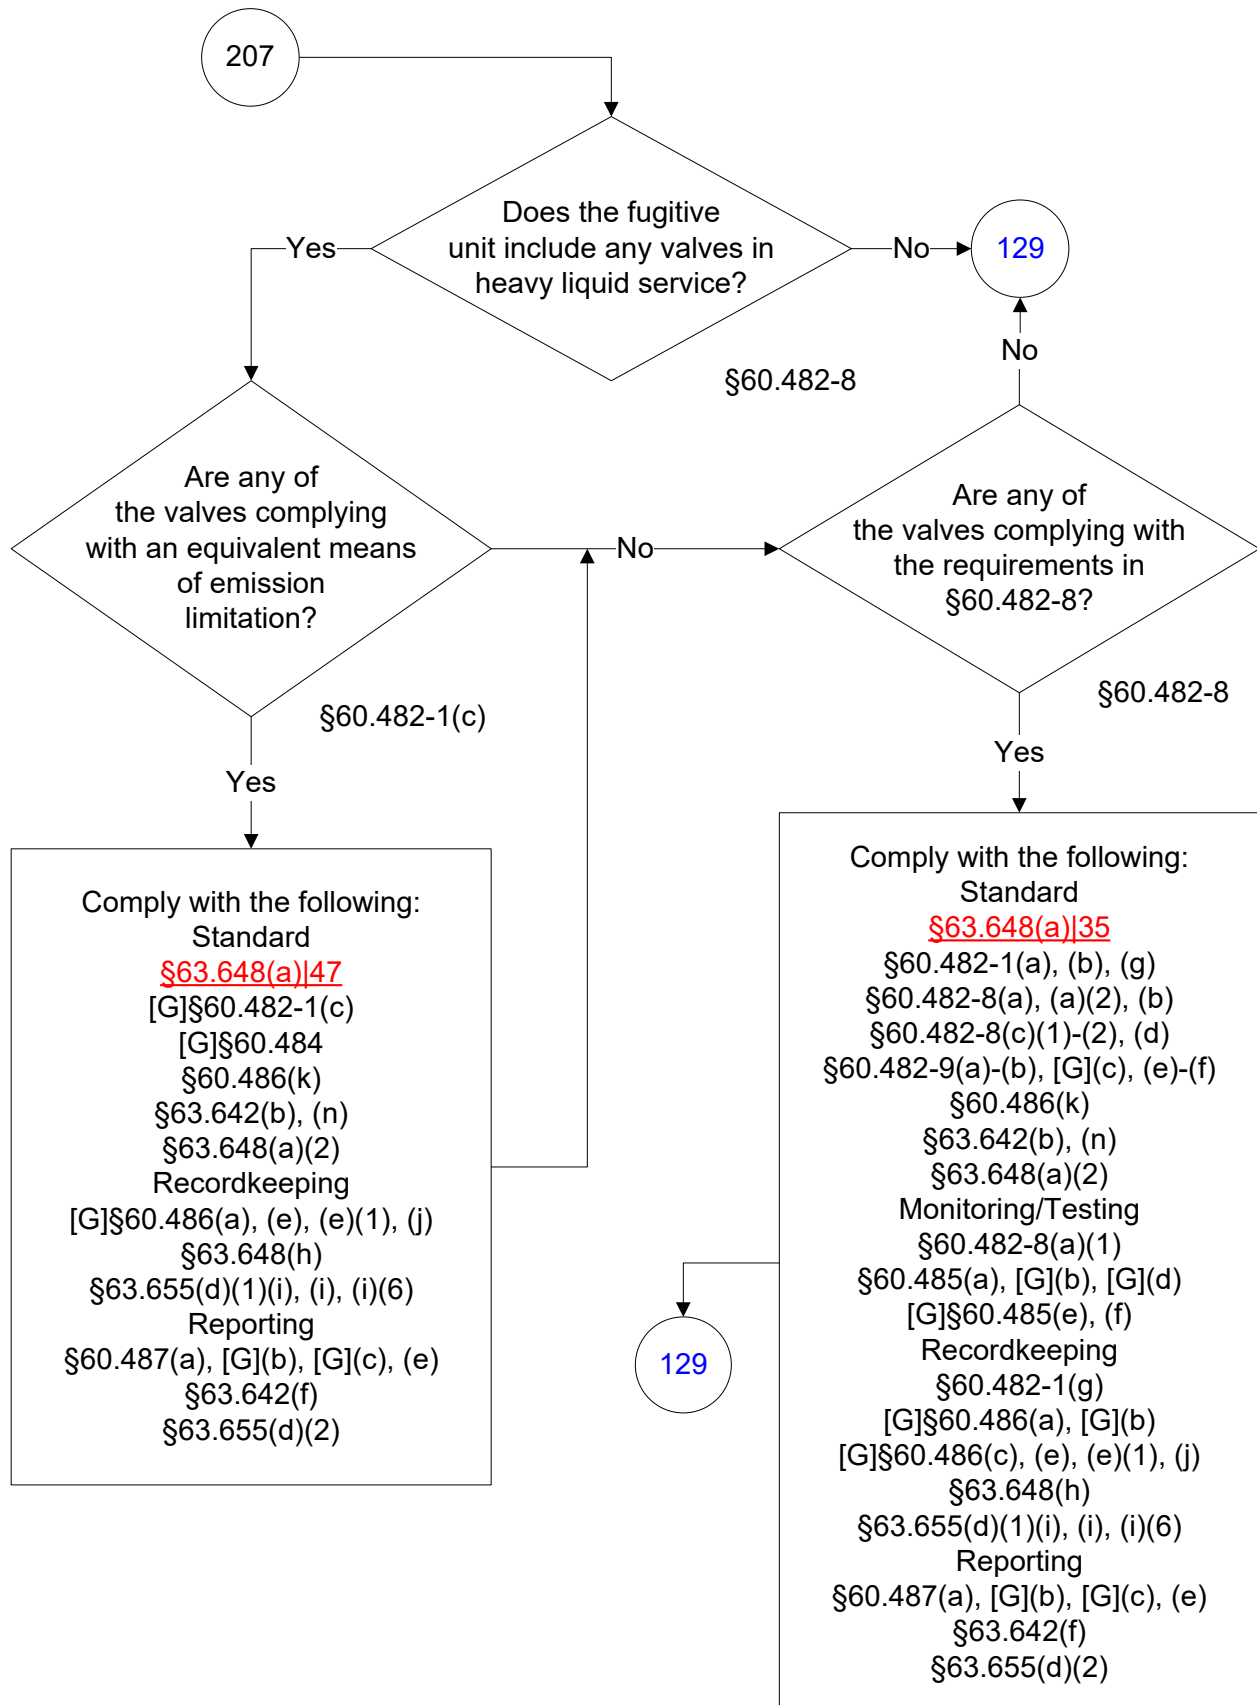 207
Does the fugitive
unit include any valves in
heavy liquid service?
Yes
No
129
§60.482-8
No
Are any of
the valves complying
with an equivalent means
of emission
limitation?
No
Are any of
the valves complying with
the requirements in
§60.482-8?
§60.482-1(c)
§60.482-8
Yes
Yes
Comply with the following:
Standard
§63.648(a)|47
[G]§60.482-1(c)
[G]§60.484
§60.486(k)
§63.642(b), (n)
§63.648(a)(2)
Recordkeeping
[G]§60.486(a), (e), (e)(1), (j)
§63.648(h)
§63.655(d)(1)(i), (i), (i)(6)
Reporting
§60.487(a), [G](b), [G](c), (e)
§63.642(f)
§63.655(d)(2)
129
Comply with the following:
Standard
§63.648(a)|35
§60.482-1(a), (b), (g)
§60.482-8(a), (a)(2), (b)
§60.482-8(c)(1)-(2), (d)
§60.482-9(a)-(b), [G](c), (e)-(f)
§60.486(k)
§63.642(b), (n)
§63.648(a)(2)
Monitoring/Testing
§60.482-8(a)(1)
§60.485(a), [G](b), [G](d)
[G]§60.485(e), (f)
Recordkeeping
§60.482-1(g)
[G]§60.486(a), [G](b)
[G]§60.486(c), (e), (e)(1), (j)
§63.648(h)
§63.655(d)(1)(i), (i), (i)(6)
Reporting
§60.487(a), [G](b), [G](c), (e)
§63.642(f)
§63.655(d)(2)